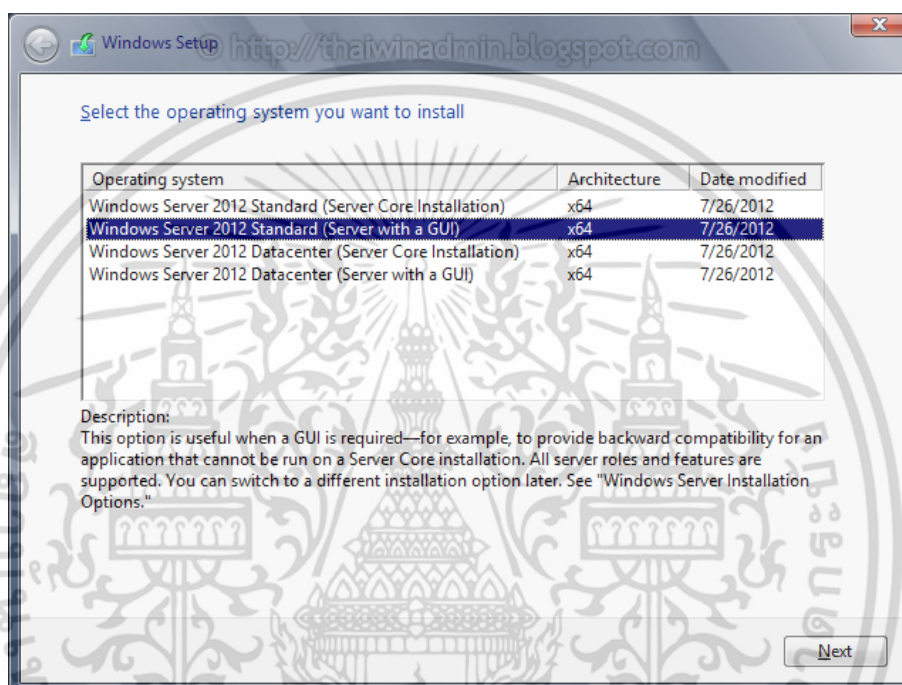 Windows Setup
© http://thaiwinadmin.blogspot.com
Select the operating system you want to install
Operating system Architecture Date modified
Windows Server 2012 Standard (Server Core Installation) x64 7/26/2012
Windows Server 2012 Standard (Server with a GUI) x64 7/26/2012
Windows Server 2012 Datacenter (Server Core Installation) x64 7/26/2012
Windows Server 2012 Datacenter (Server with a GUI) x64 7/26/2012
Description:
This option is useful when a GUI is required—for example, to provide backward compatibility for an
application that cannot be run on a Server Core installation. All server roles and features are
supported. You can switch to a different installation option later. See "Windows Server Installation
Options."
Next